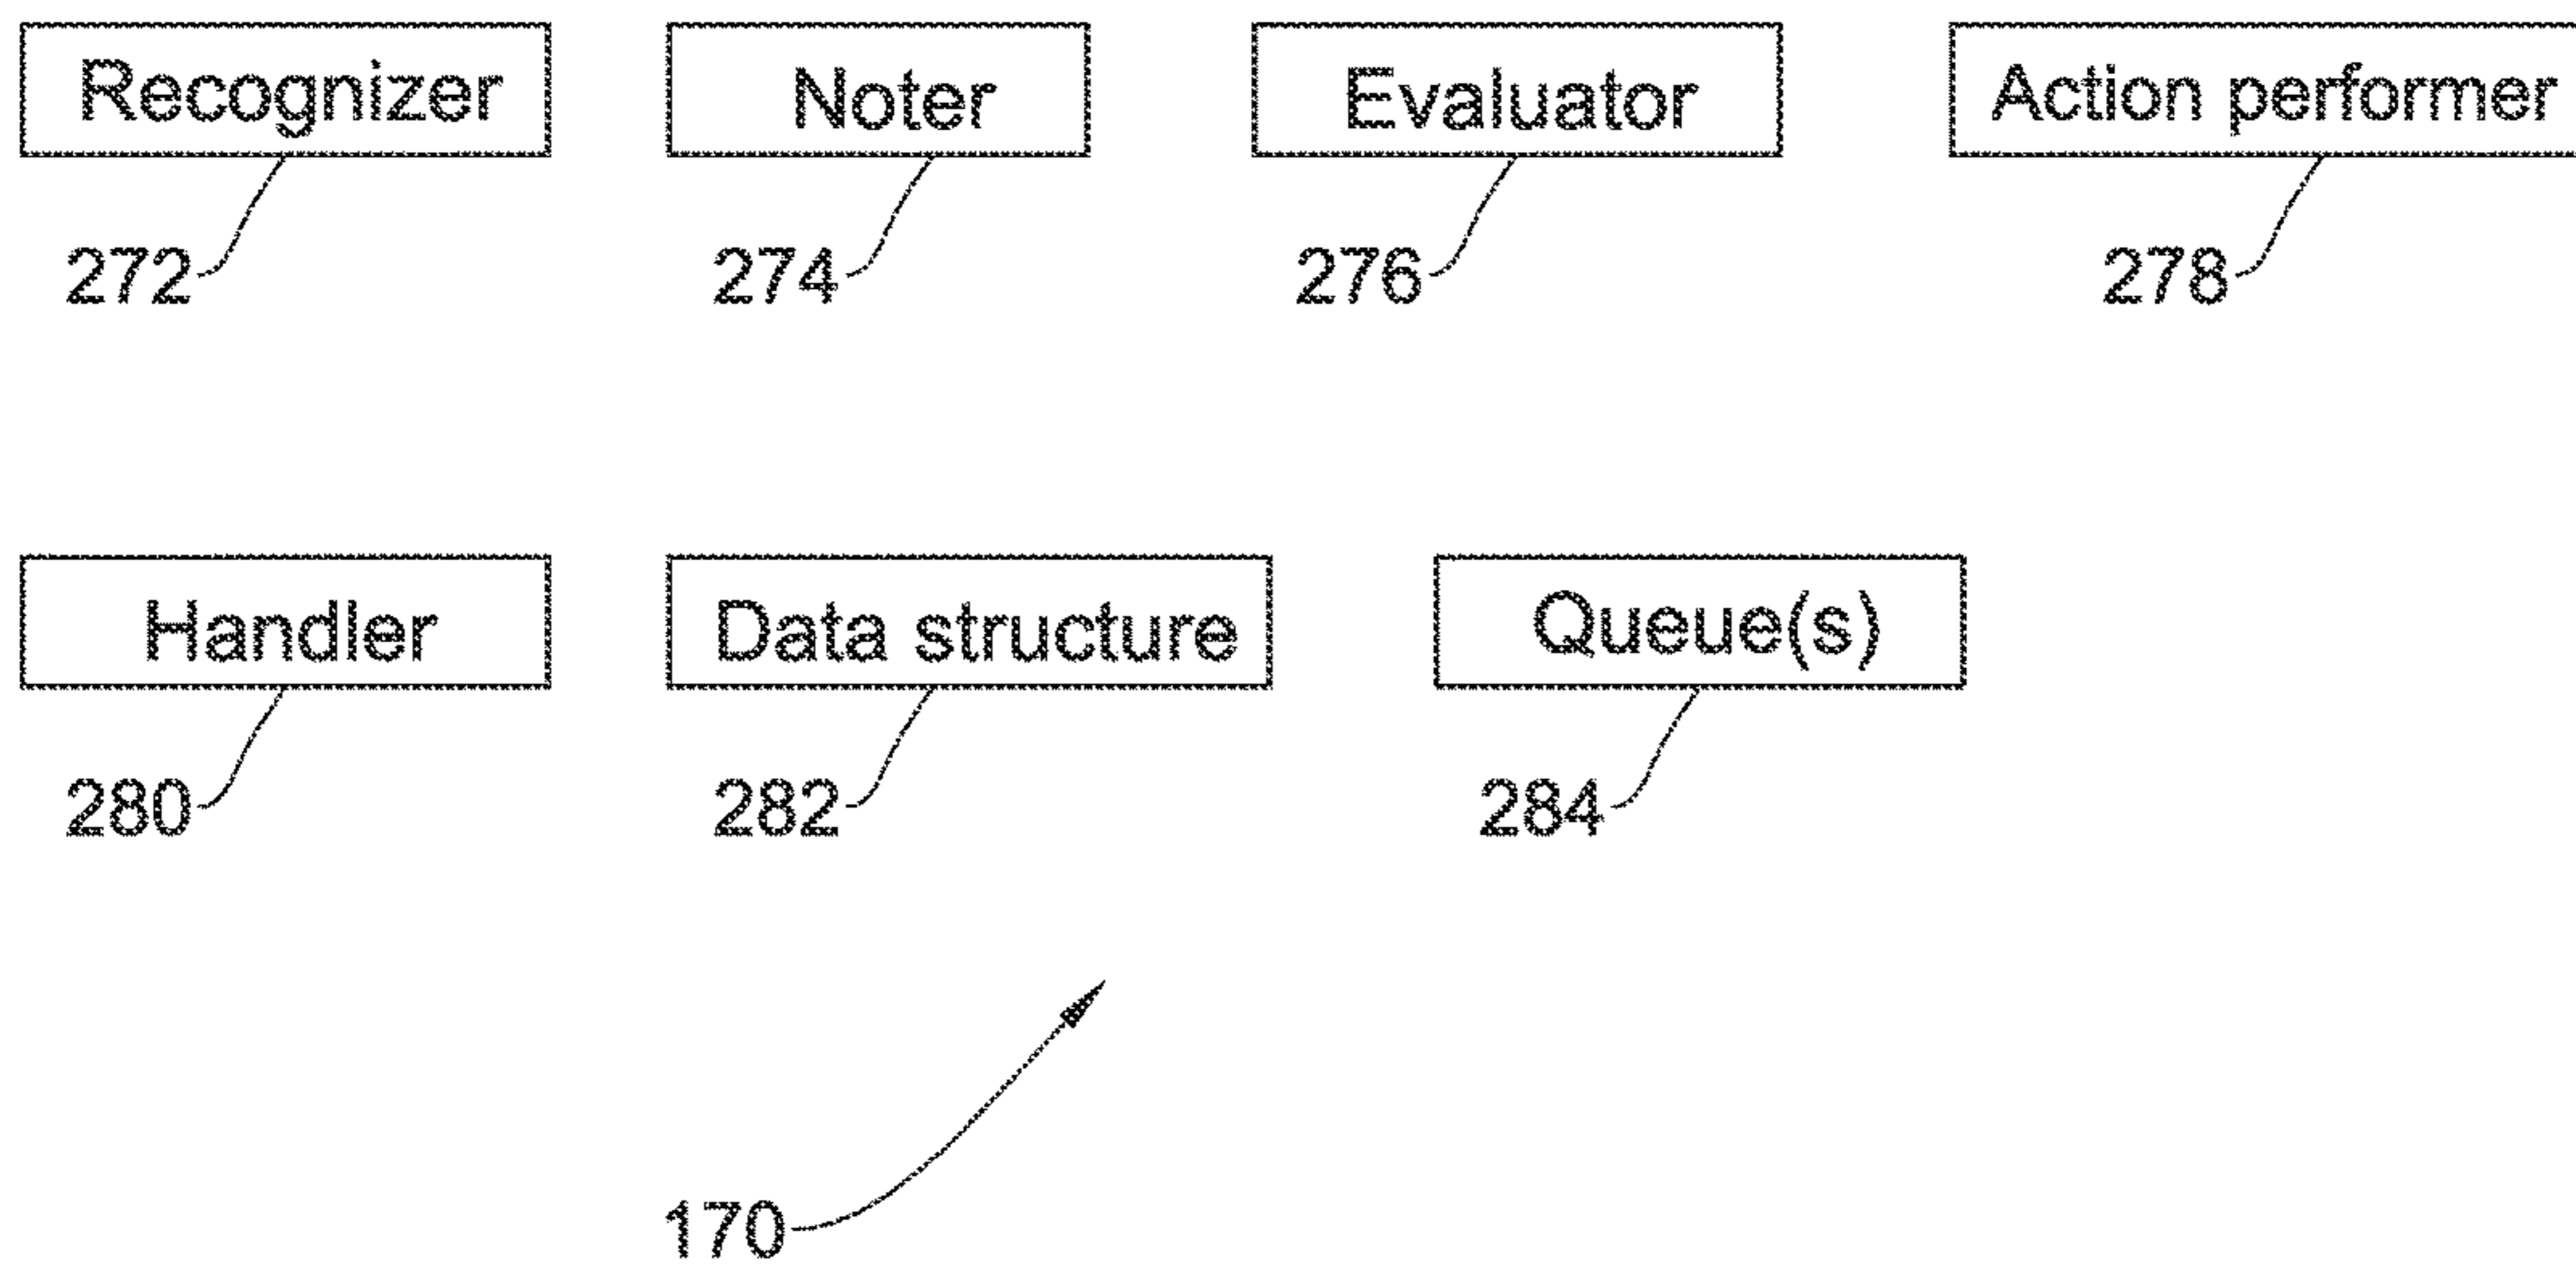 Recognizer
Noter
Evaluator
Action performer
272
274
276
278
Handler
Data structure
Queue(s)
280
282
284
170